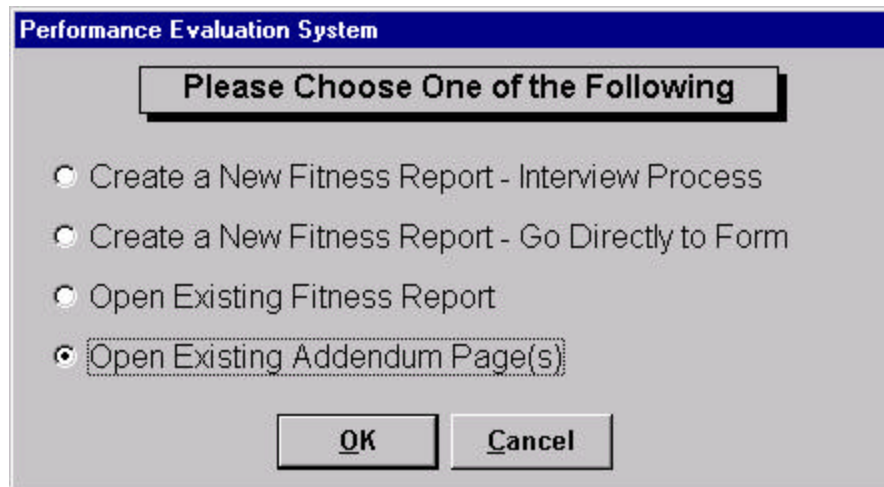 Performance Evaluation System
Please Choose One of the Following
Create a New Fitness Report - Interview Process
Create a New Fitness Report - Go Directly to Form
Open Existing Fitness Report
Open Existing Addendum Page(s)
OK Cancel